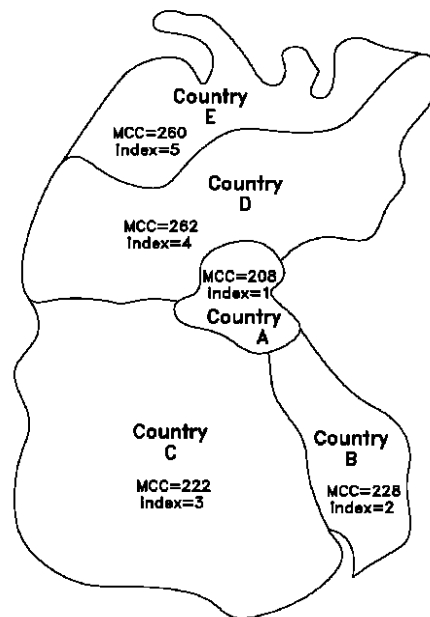 Country
E
MCC=260
Index=5
Country
D
MCC=262
Index=4
MCC=208
Index=1
Country
A
Country
C
MCC=222
Index=3
Country
B
MCC=228
Index=2